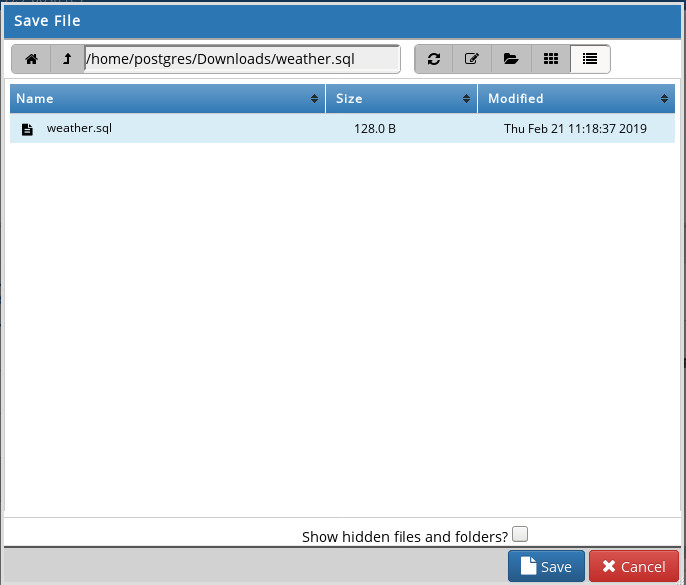 Save File
/home/postgres/Downloads/weather.sql
Name Size Modified
weather.sql 128.0 B Thu Feb 21 11:18:37 2019
Show hidden files and folders?
Save Cancel